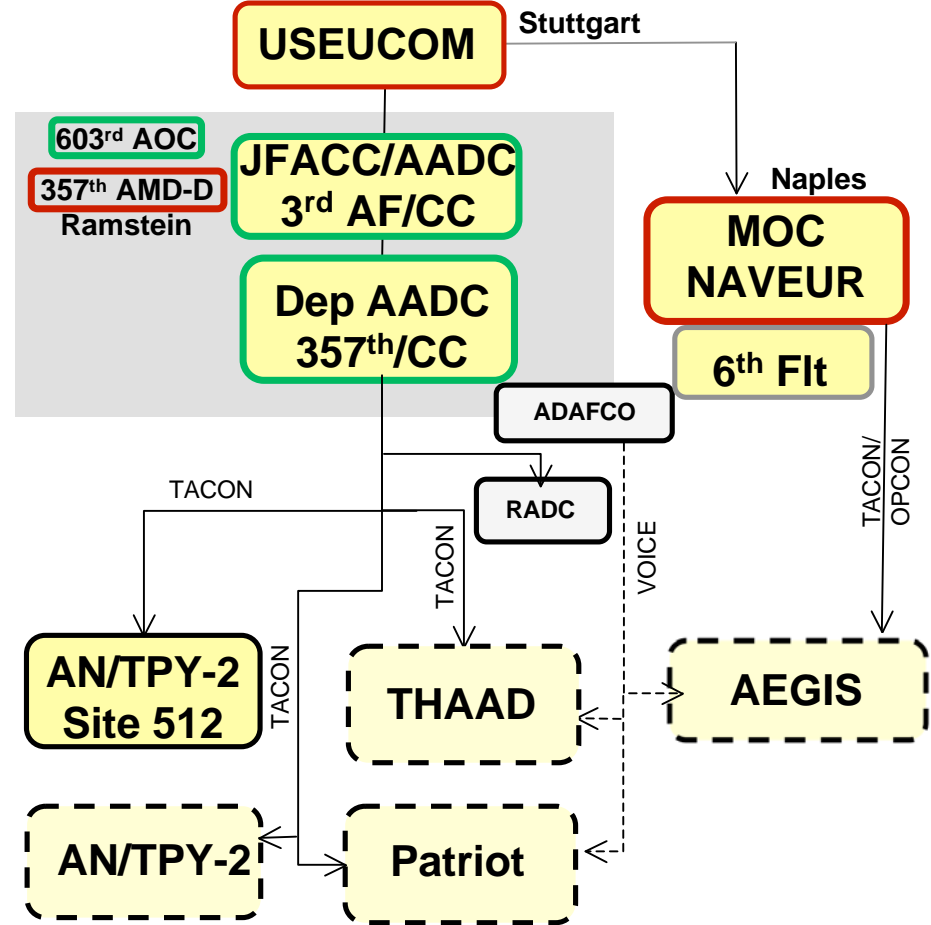 USEUCOM
Stuttgart
603rd AOC
357th AMD-D
Ramstein
JFACC/AADC
3rd AF/CC
Naples
MOC
NAVEUR
Dep AADC
357th/CC
6th Flt
ADAFCO
RADC
TACON
TACON
TACON
VOICE
TACON/
OPCON
AN/TPY-2
Site 512
THAAD
AEGIS
AN/TPY-2
Patriot